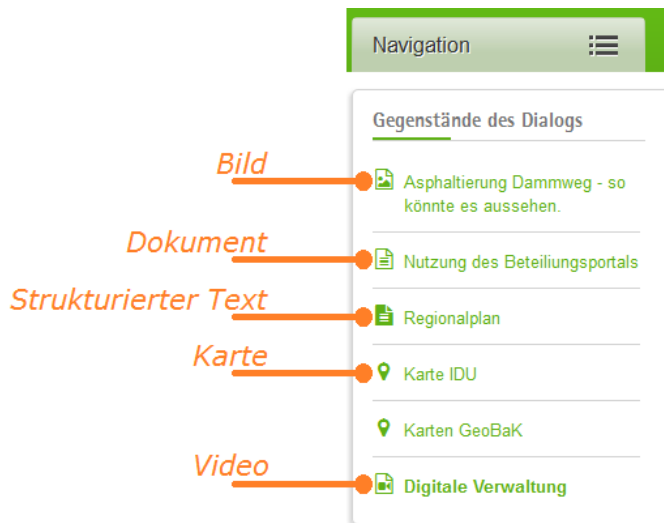 Navigation
Gegenstände des Dialogs
Bild
Asphaltierung Dammweg - so
könnte es aussehen.
Dokument
Nutzung des Beteiliungsportals
Strukturierter Text
Regionalplan
Karte
Karte IDU
Karten GeoBaK
Video
Digitale Verwaltung